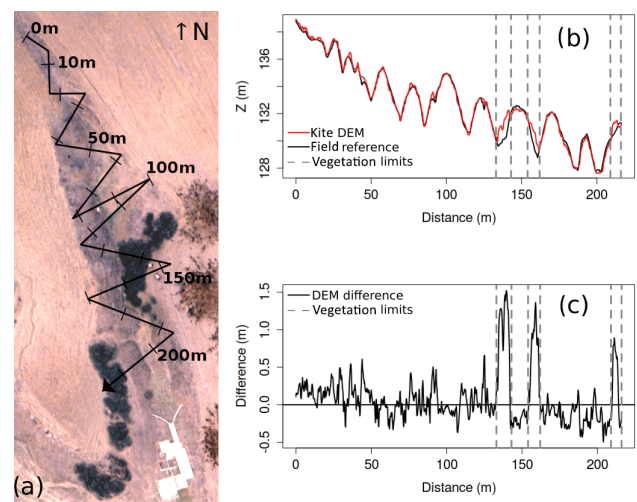 ↑N
0m
10m
50m
100m
150m
200m
(a)
(b)
Z (m)
136
132
128
Kite DEM
Field reference
Vegetation limits
0 50 100 150 200
Distance (m)
(c)
Difference (m)
1.5
1.0
0.5
0.0
-0.5
DEM difference
Vegetation limits
0 50 100 150 200
Distance (m)